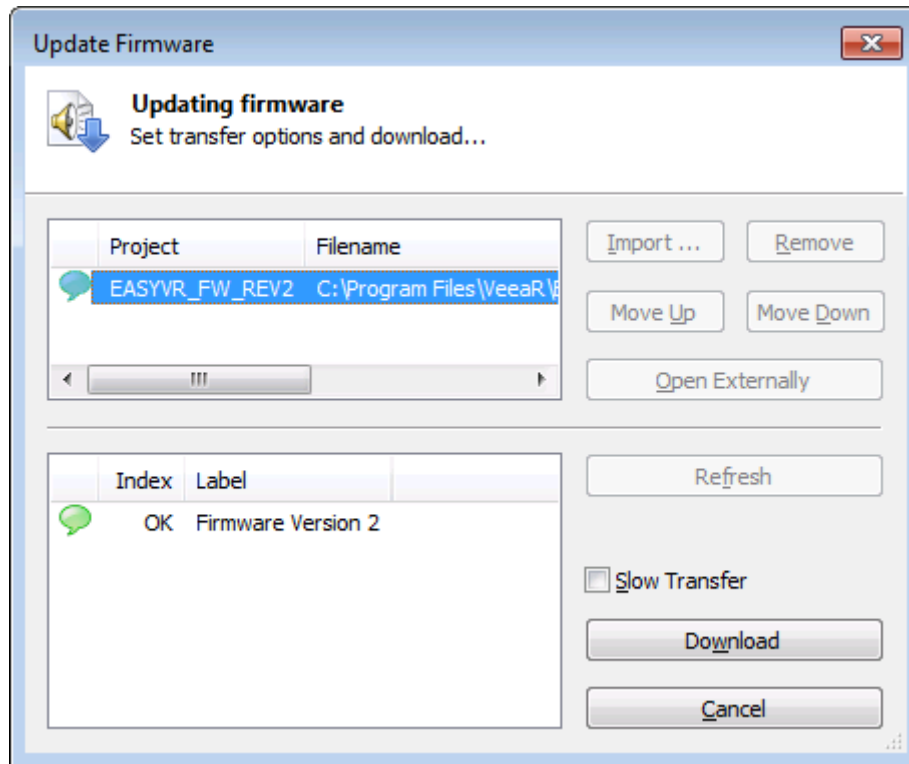 Update Firmware
Updating firmware
Set transfer options and download...
Project Filename
EASYVR_FW_REV2 C:\Program Files\VeeaR\
Import ... Remove
Move Up Move Down
Open Externally
Index Label
OK Firmware Version 2
Refresh
Slow Transfer
Download
Cancel